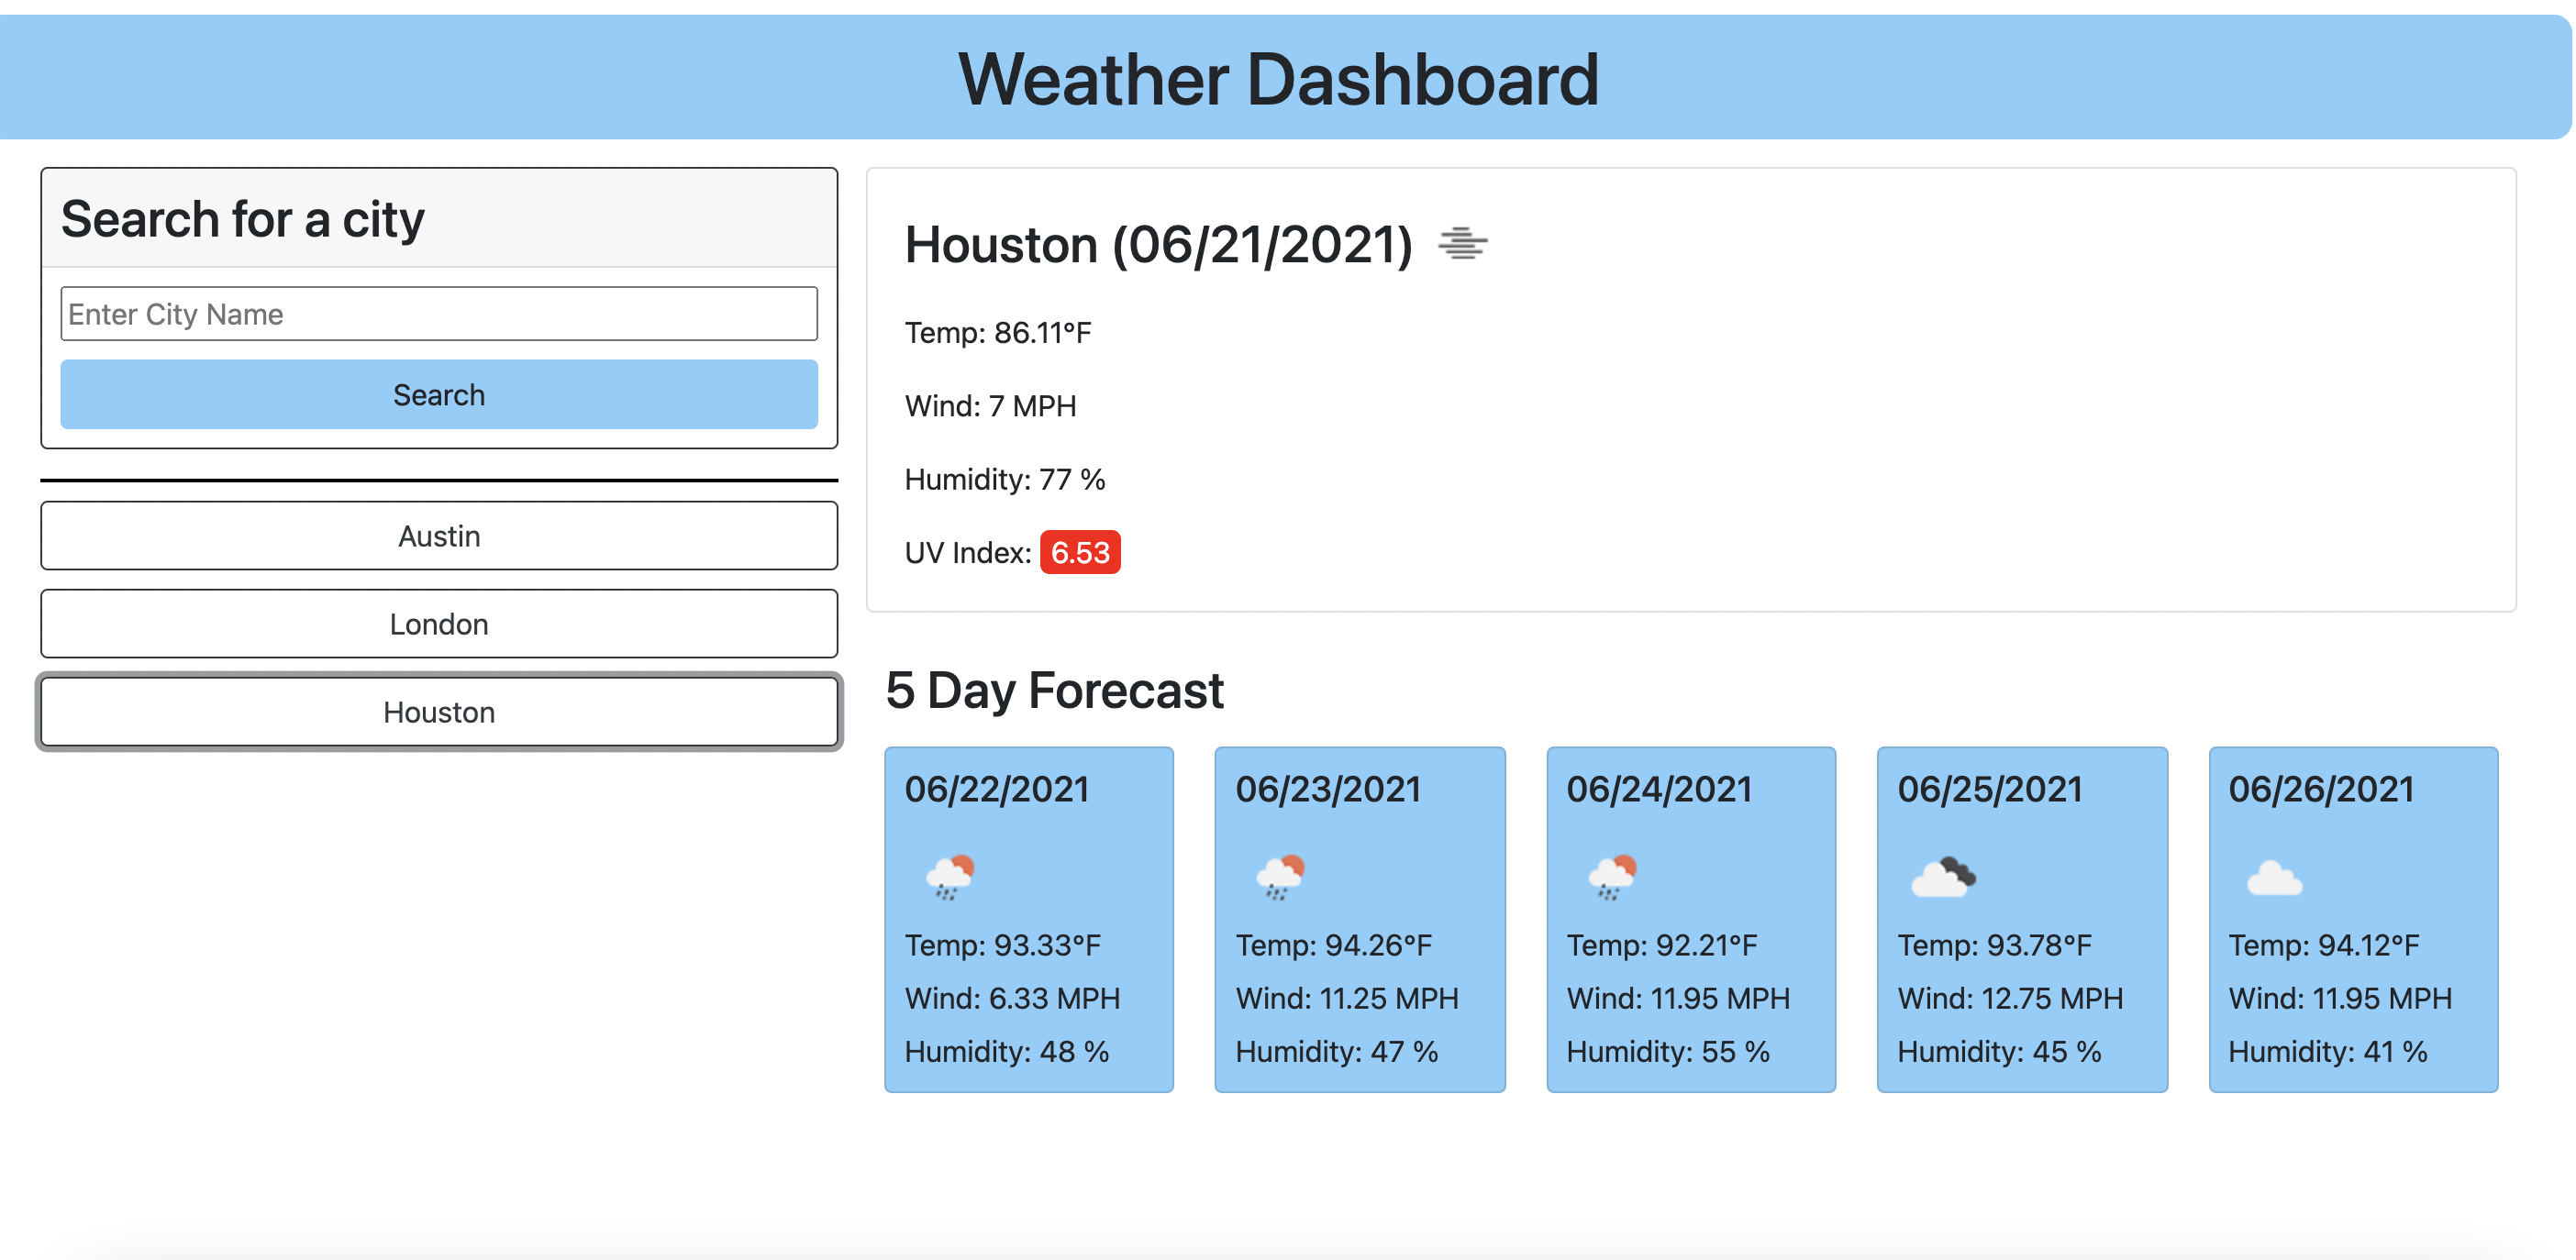 Weather Dashboard
Search for a city
Enter City Name
Search
Austin
London
Houston
Houston (06/21/2021)
Temp: 86.11°F
Wind: 7 MPH
Humidity: 77 %
UV Index: 6.53
5 Day Forecast
06/22/2021
Temp: 93.33°F
Wind: 6.33 MPH
Humidity: 48 %
06/23/2021
Temp: 94.26°F
Wind: 11.25 MPH
Humidity: 47 %
06/24/2021
Temp: 92.21°F
Wind: 11.95 MPH
Humidity: 55 %
06/25/2021
Temp: 93.78°F
Wind: 12.75 MPH
Humidity: 45 %
06/26/2021
Temp: 94.12°F
Wind: 11.95 MPH
Humidity: 41 %